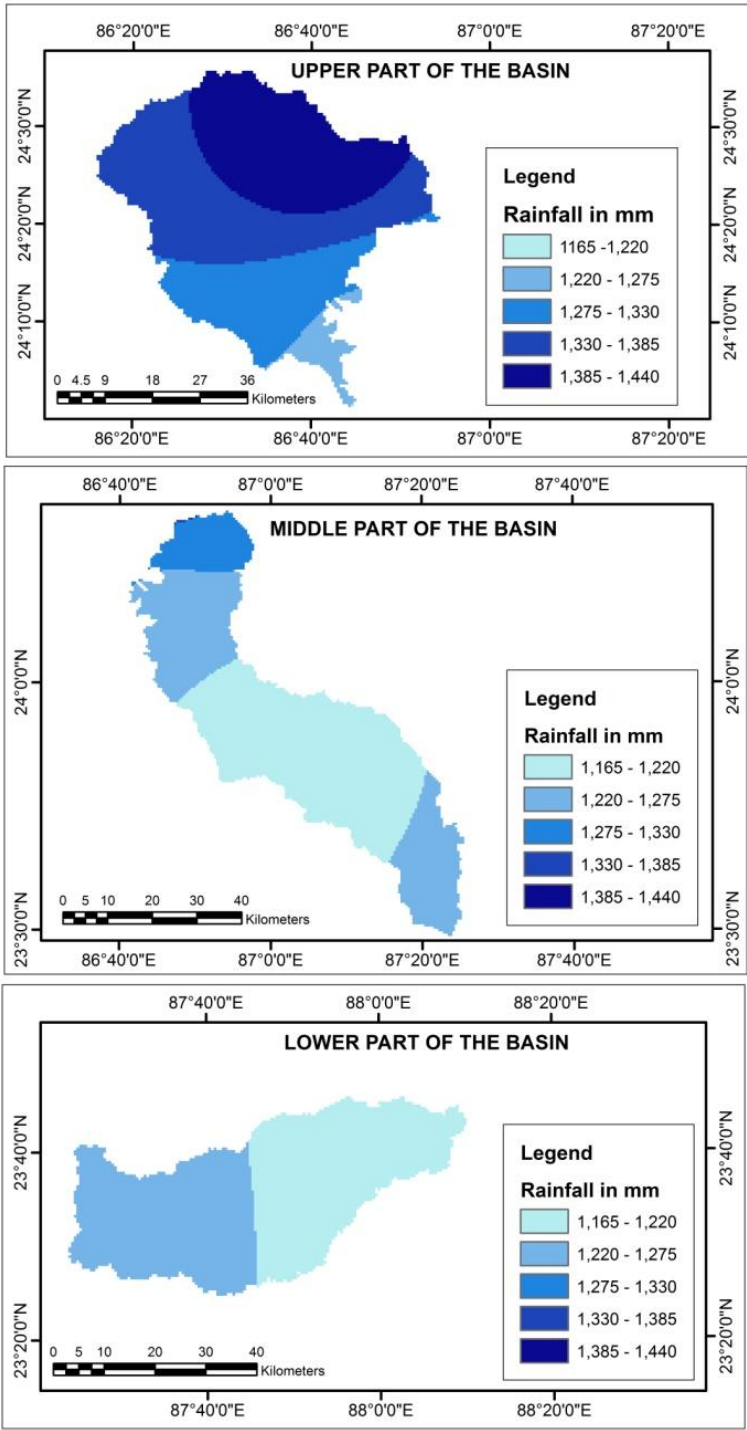 86°20'0"E 86°40'0"E 87°0'0"E 87°20'0"E
UPPER PART OF THE BASIN
24°30'0"N 24°30'0"N
24°20'0"N 24°20'0"N
24°10'0"N 24°10'0"N
Legend
Rainfall in mm
1165 -1,220
1,220 - 1,275
1,275 - 1,330
1,330 - 1,385
1,385 - 1,440
0 4.5 9 18 27 36
Kilometers
86°20'0"E 86°40'0"E 87°0'0"E 87°20'0"E
86°40'0"E 87°0'0"E 87°20'0"E 87°40'0"E
MIDDLE PART OF THE BASIN
24°0'0"N 24°0'0"N
Legend
Rainfall in mm
1,165 - 1,220
1,220 - 1,275
1,275 - 1,330
1,330 - 1,385
1,385 - 1,440
0 5 10 20 30 40
Kilometers
23°30'0"N 23°30'0"N
86°40'0"E 87°0'0"E 87°20'0"E 87°40'0"E
87°40'0"E 88°0'0"E 88°20'0"E
LOWER PART OF THE BASIN
23°40'0"N 23°40'0"N
Legend
Rainfall in mm
1,165 - 1,220
1,220 - 1,275
1,275 - 1,330
1,330 - 1,385
1,385 - 1,440
23°20'0"N 23°20'0"N
0 5 10 20 30 40
Kilometers
87°40'0"E 88°0'0"E 88°20'0"E